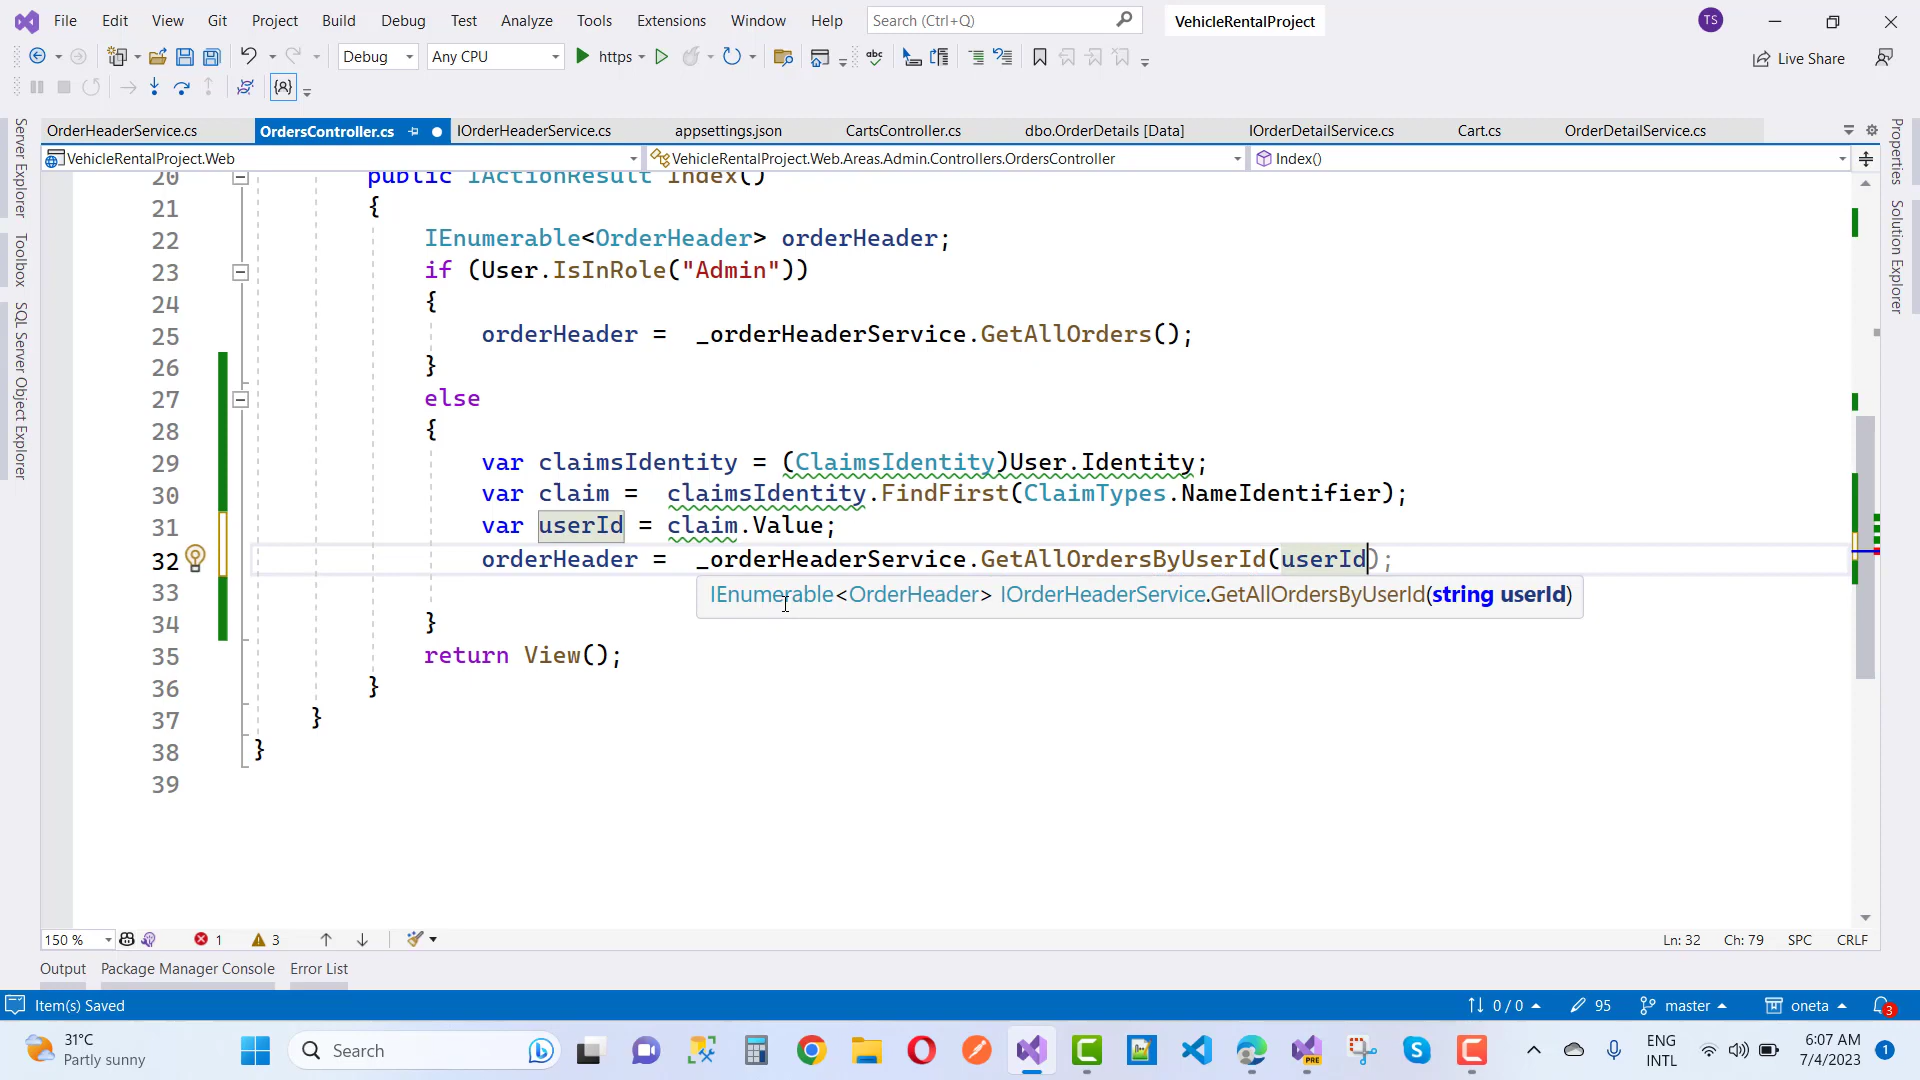 File Edit View Git Project Build Debug Test Analyze Tools Extensions Window Help Search (Ctrl+Q) VehicleRentalProject TS
Debug Any CPU https Live Share
OrderHeaderService.cs OrdersController.cs IOrderHeaderService.cs appsettings.json CartsController.cs dbo.OrderDetails [Data] IOrderDetailService.cs Cart.cs OrderDetailService.cs
VehicleRentalProject.Web VehicleRentalProject.Web.Areas.Admin.Controllers.OrdersController Index()
Server Explorer
Toolbox
SQL Server Object Explorer
Properties
Solution Explorer
20 public IActionResult Index()
21 {
22 IEnumerable<OrderHeader> orderHeader;
23 if (User.IsInRole("Admin"))
24 {
25 orderHeader =  _orderHeaderService.GetAllOrders();
26 }
27 else
28 {
29 var claimsIdentity = (ClaimsIdentity)User.Identity;
30 var claim =  claimsIdentity.FindFirst(ClaimTypes.NameIdentifier);
31 var userId = claim.Value;
32 orderHeader =  _orderHeaderService.GetAllOrdersByUserId(userId);
33 IEnumerable<OrderHeader> IOrderHeaderService.GetAllOrdersByUserId(string userId)
34 }
35 return View();
36 }
37 }
38 }
39
150 % 1 3 Ln: 32 Ch: 79 SPC CRLF
Output Package Manager Console Error List
Item(s) Saved 0 / 0 95 master oneta 3
31°C
Partly sunny
Search
PRE
ENG
INTL
6:07 AM
7/4/2023
1